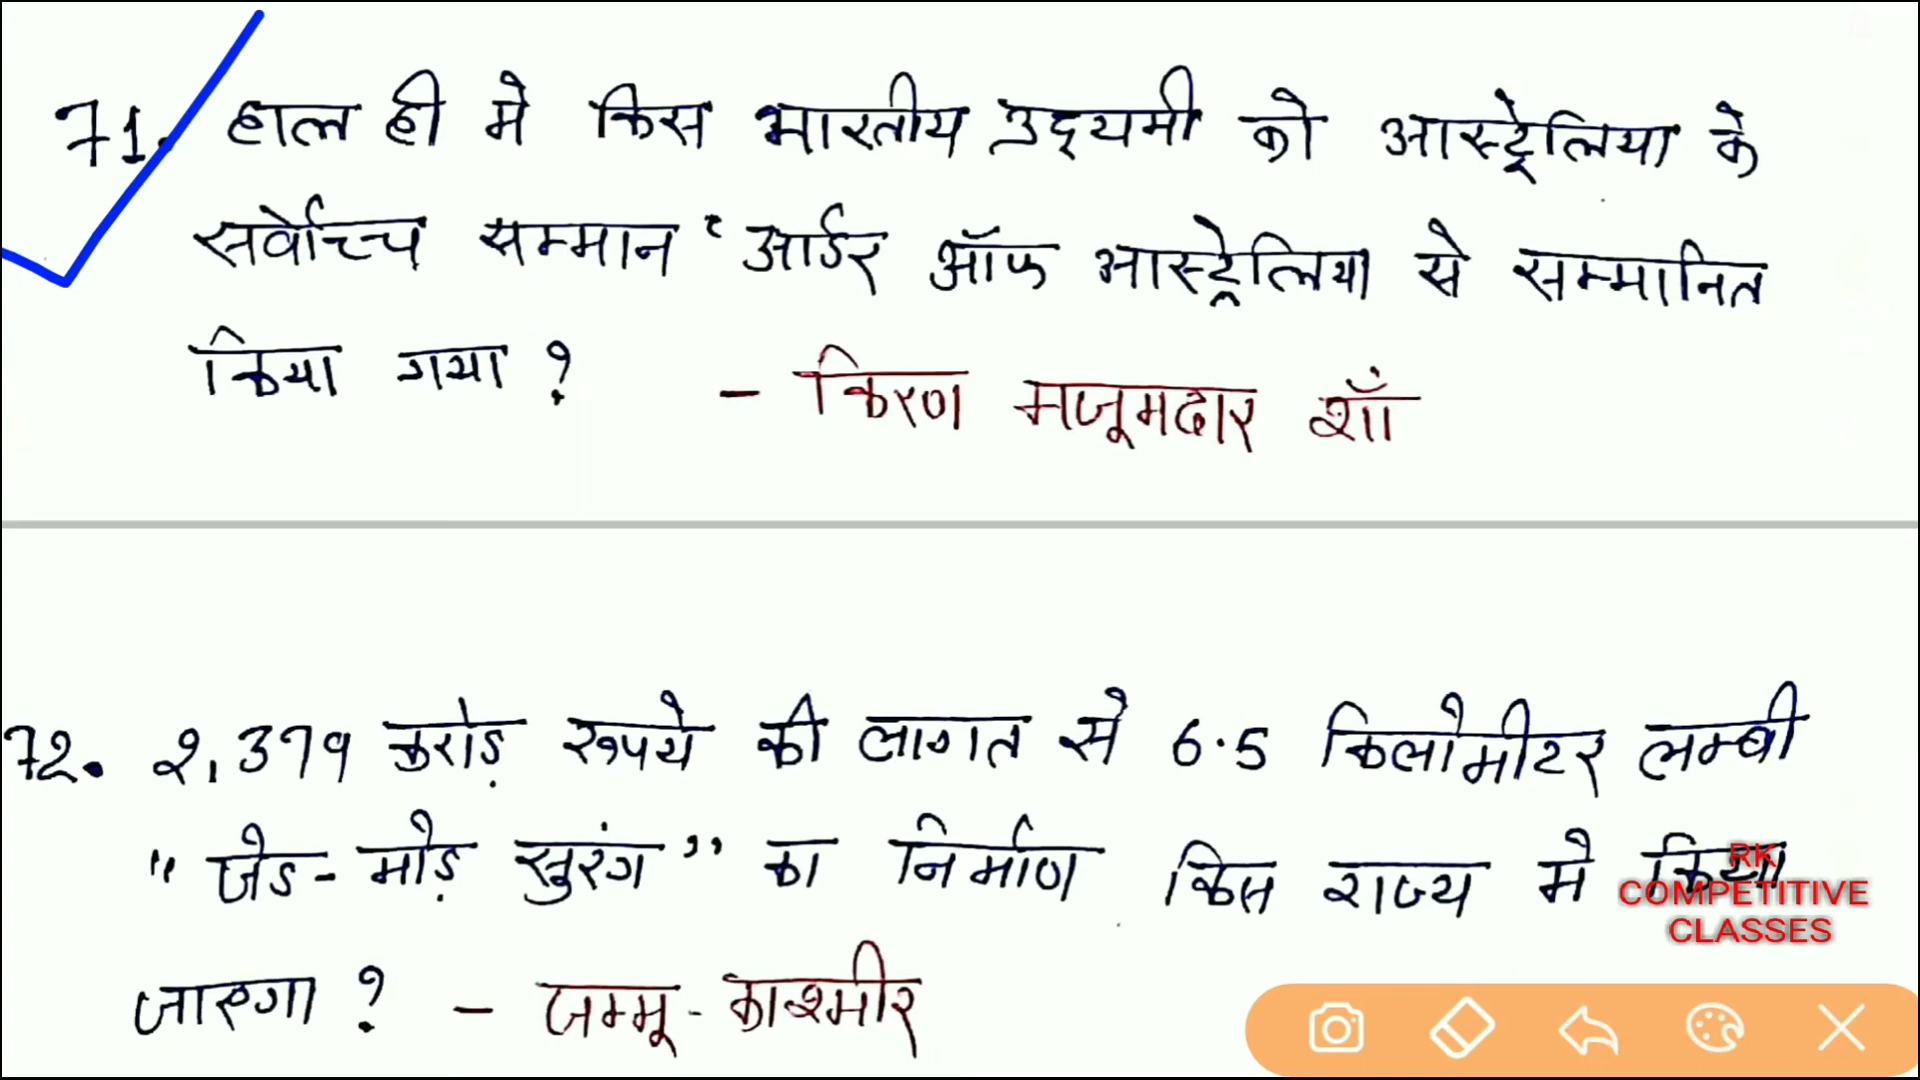 71. हाल ही मे किस भारतीय उद्यमी को आस्ट्रेलिया के
सर्वोच्च सम्मान ‘ आर्डर ऑफ आस्ट्रेलिया से सम्मानित
किया गया ?  - किरण मजूमदार शॉं
72. २,379 करोड़ रूपये की लागत से 6.5 किलोमीटर लम्बी
“ जेड-मोड़ सुरंग ” का निर्माण किस राज्य मे किया
जाएगा ? - जम्मू-काश्मीर
RK
COMPETITIVE
CLASSES